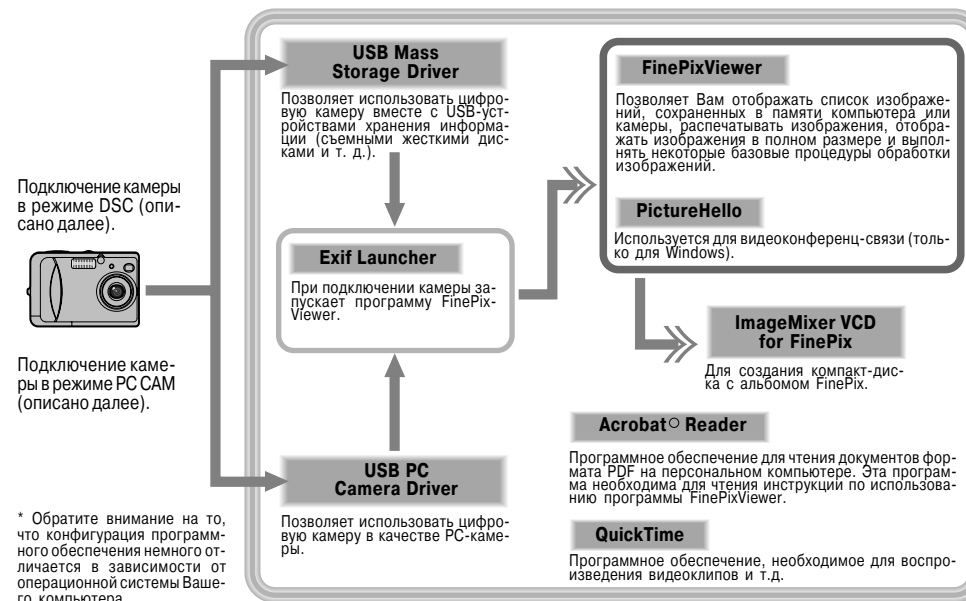 Подключение камеры
в режиме DSC (опи-
сано далее).
Подключение каме-
ры в режиме PC CAM
(описано далее).
* Обратите внимание на то,
что конфигурация программ-
ного обеспечения немного от-
личается в зависимости от
операционной системы Ваше-
го компьютера
USB Mass
Storage Driver
Позволяет использовать цифро-
вую камеру вместе с USB-уст-
ройствами хранения информа-
ции (съемными жесткими дис-
ками и т. д.).
Exif Launcher
При подключении камеры за-
пускает программу FinePix-
Viewer.
USB PC
Camera Driver
Позволяет использовать цифро-
вую камеру в качестве PC-каме-
ры.
FinePixViewer
Позволяет Вам отображать список изображе-
ний, сохраненных в памяти компьютера или
камеры, распечатывать изображения, отобра-
жать изображения в полном размере и выпол-
нять некоторые базовые процедуры обработки
изображений.
PictureHello
Используется для видеоконференц-связи (толь-
ко для Windows).
ImageMixer VCD
for FinePix
Для создания компакт-дис-
ка с альбомом FinePix.
Acrobat○ Reader
Программное обеспечение для чтения документов фор-
мата PDF на персональном компьютере. Эта програм-
ма необходима для чтения инструкции по использова-
нию программы FinePixViewer.
QuickTime
Программное обеспечение, необходимое для воспро-
изведения видеоклипов и т.д.